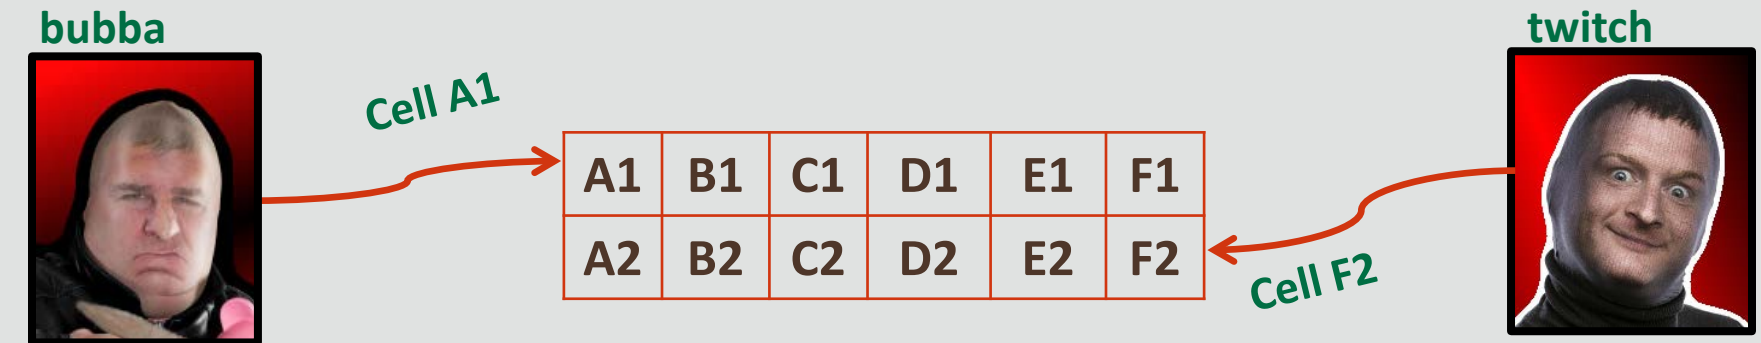 bubba
twitch
Cell A1
A1 B1 C1 D1 E1 F1
A2 B2 C2 D2 E2 F2
Cell F2